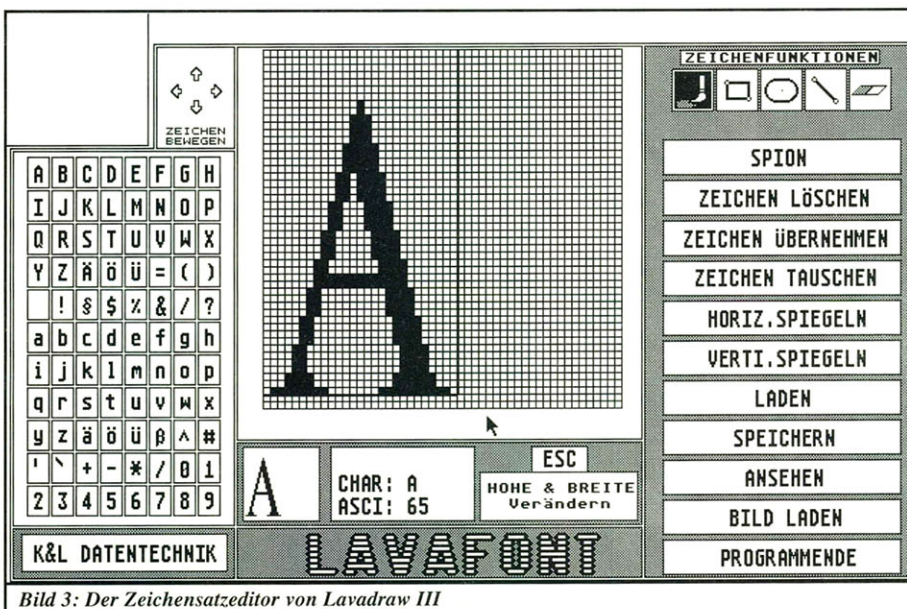 ZEICHEN
BEWEGEN
A B C D E F G H
I J K L M N O P
Q R S T U V W X
Y Z Ä Ö Ü = ( )
! § $ % & / ?
a b c d e f g h
i j k l m n o p
q r s t u v w x
y z ä ö ü β ^ #
' ` + - * / 0 1
2 3 4 5 6 7 8 9
K&L DATENTECHNIK
A
A
CHAR: A
ASCI: 65
ESC
HÖHE & BREITE
Verändern
LAVAFONT
ZEICHENFUNKTIONEN
SPION
ZEICHEN LöSCHEN
ZEICHEN ÜBERNEHMEN
ZEICHEN TAUSCHEN
HORIZ.SPIEGELN
VERTI.SPIEGELN
LADEN
SPEICHERN
ANSEHEN
BILD LADEN
PROGRAMMENDE
Bild 3: Der Zeichensatzeditor von Lavadraw III